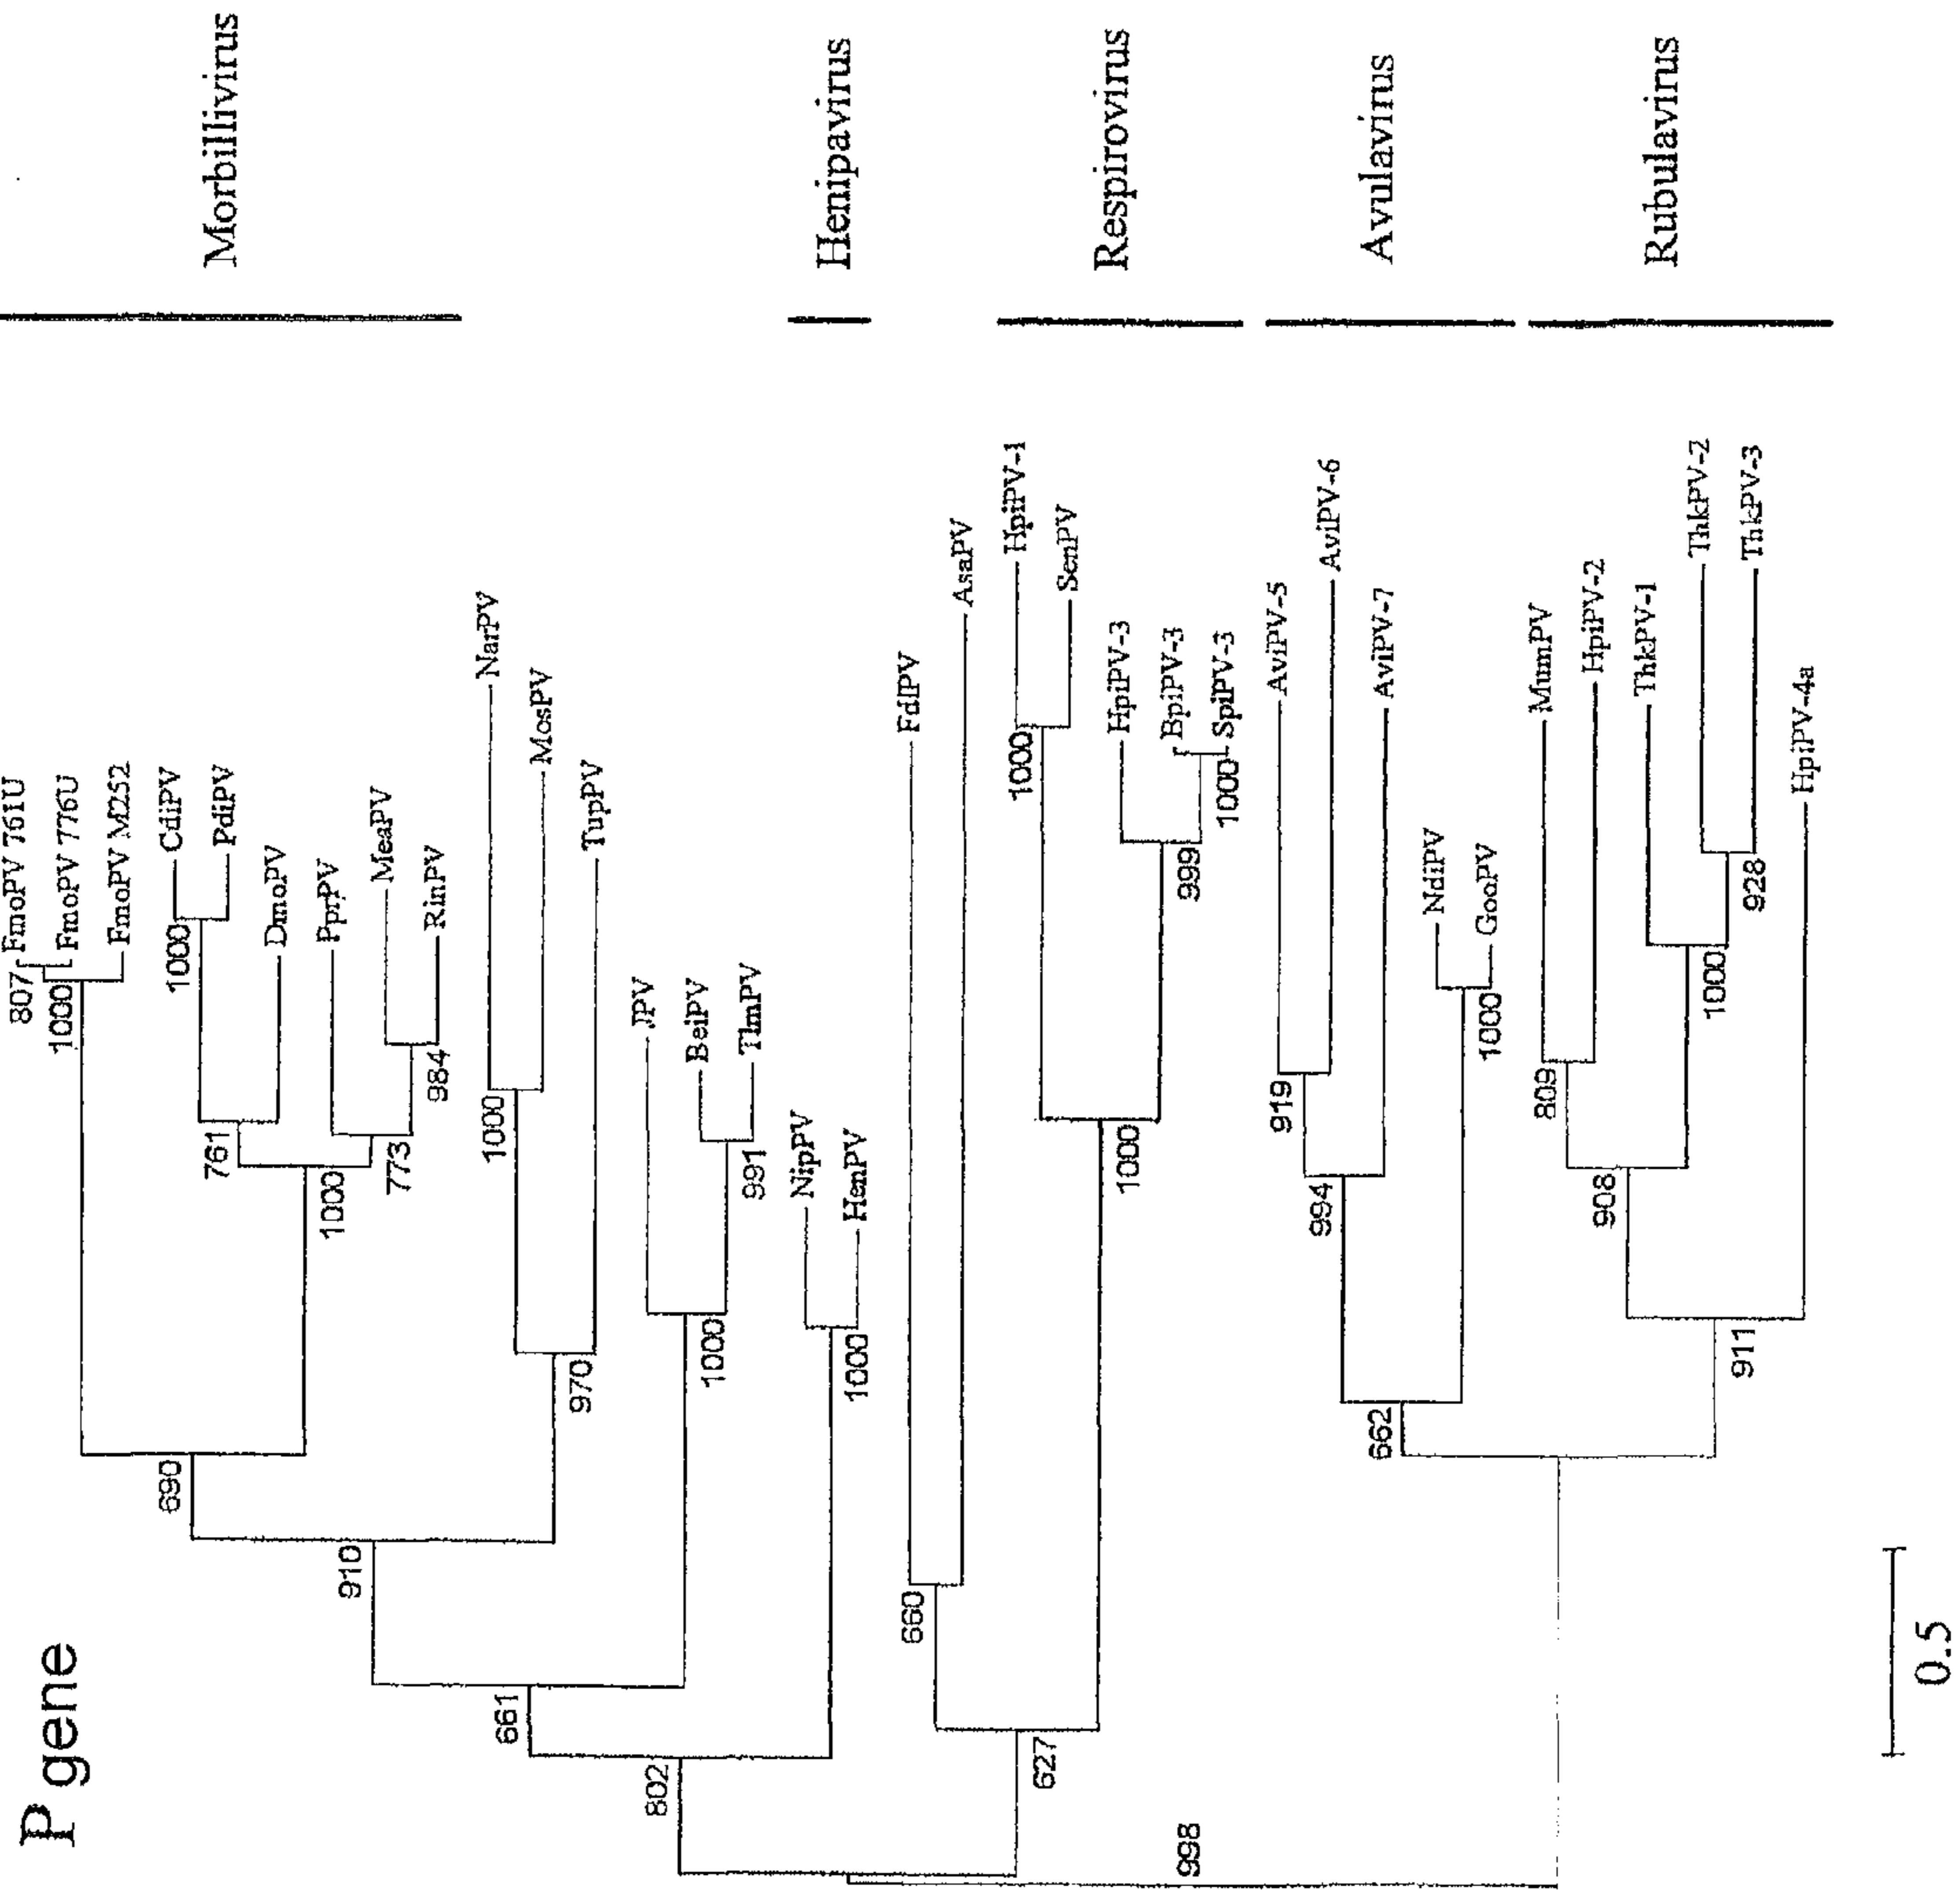 P gene
807
FmoPV 761U
FmoPV 776U
1000
FmoPV M252
CdiPV
1000
PdiPV
761
DmoPV
1000
PprPV
773
MeaPV
984
RinPV
690
910
NarPV
1000
MosPV
970
TupPV
661
JPV
1000
BeiPV
991
TlmPV
802
NipPV
1000
HenPV
FdlPV
660
AsaPV
627
HpiPV-1
1000
SenPV
1000
HpiPV-3
999
BpiPV-3
1000
SpiPV-3
998
AviPV-5
919
AviPV-6
994
AviPV-7
662
NdiPV
1000
GooPV
MumPV
809
HpiPV-2
908
ThkPV-1
1000
ThkPV-2
928
ThkPV-3
911
HpiPV-4a
Morbillivirus
Henipavirus
Respirovirus
Avulavirus
Rubulavirus
0.5